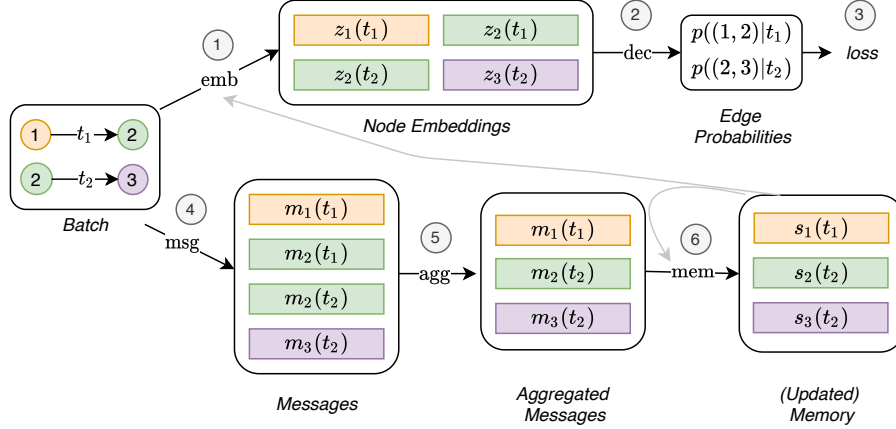 1
emb
z₁(t₁)
z₂(t₁)
z₂(t₂)
z₃(t₂)
Node Embeddings
2
dec
p((1, 2)|t₁)
p((2, 3)|t₂)
Edge
Probabilities
3
loss
1 t₁ 2
2 t₂ 3
Batch
4
msg
m₁(t₁)
m₂(t₁)
m₂(t₂)
m₃(t₂)
Messages
5
agg
m₁(t₁)
m₂(t₂)
m₃(t₂)
Aggregated
Messages
6
mem
s₁(t₁)
s₂(t₂)
s₃(t₂)
(Updated)
Memory